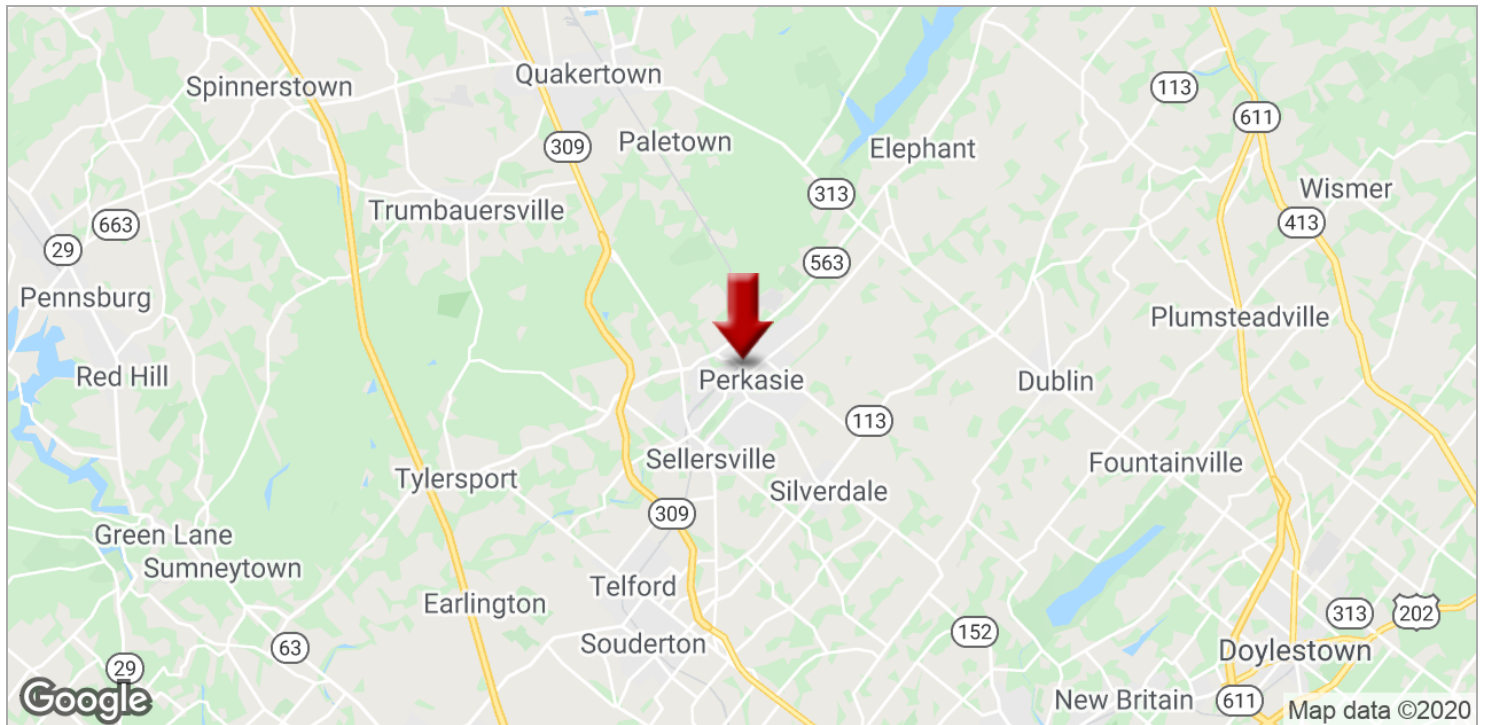 Quakertown
Spinnerstown
113
611
309
Paletown
Elephant
313
Wismer
Trumbauersville
663
413
29
563
Pennsburg
Plumsteadville
Red Hill
Perkasie
Dublin
113
Sellersville
Fountainville
Tylersport
Silverdale
309
Green Lane
Sumneytown
Telford
Earlington
313
202
152
Souderton
63
Doylestown
29
New Britain
611
Google
Map data ©2020